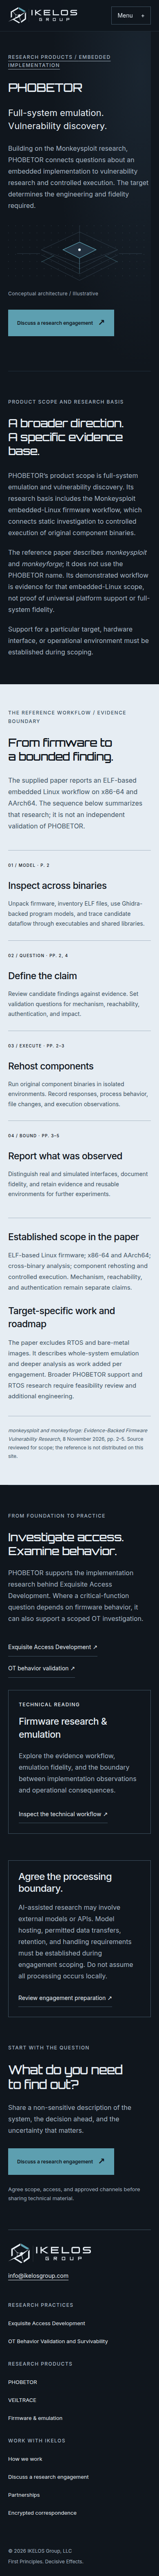 IKELOS
GROUP
Menu +
RESEARCH PRODUCTS / EMBEDDED
IMPLEMENTATION
PHOBETOR
Full-system emulation.
Vulnerability discovery.
Building on the Monkeysploit research,
PHOBETOR connects questions about an
embedded implementation to vulnerability
research and controlled execution. The target
determines the engineering and analysis
required.
Conceptual architecture / Illustrative
Discuss a research engagement ↗
PRODUCT SCOPE AND RESEARCH BASIS
A broader direction.
A specific evidence
base.
PHOBETOR's product scope is full-system
emulation and vulnerability discovery. Its
research basis includes the Monkeysploit
embedded-Linux firmware workflow, which
connects static investigation to controlled
execution of original component binaries.
The reference paper describes monkeysploit
and monkeyforge; it does not use the
PHOBETOR name. Its demonstrated workflow
is evidence for that embedded-Linux scope,
not proof of universal platform support or full-
system fidelity.
Support for a particular target, hardware
interface, or operational environment must be
established during scoping.
THE REFERENCE WORKFLOW / EVIDENCE
BOUNDARY
From firmware to
a bounded finding.
The supplied paper reports an ELF-based
embedded Linux workflow on x86-64 and
AArch64. The sequence below summarizes
that research; it is not an independent
validation of PHOBETOR.
01 / MODEL · P. 2
Inspect across binaries
Unpack firmware, inventory ELF files, use Ghidra-
backed program models, and trace candidate
dataflow through executables and shared libraries.
02 / QUESTION · PP. 2, 4
Define the claim
Review candidate findings against evidence. Set
validation questions for mechanism, reachability,
authentication, and impact.
03 / EXECUTE · PP. 2–3
Rehost components
Run original component binaries in isolated
environments. Record responses, process behavior,
file changes, and execution observations.
04 / BOUND · PP. 3–5
Report what was observed
Distinguish real and simulated interfaces, document
fidelity, and retain evidence and reusable
environments for further experiments.
Established scope in the paper
ELF-based Linux firmware; x86-64 and AArch64;
cross-binary analysis; component rehosting and
controlled execution. Mechanism, reachability,
and authentication remain separate claims.
Target-specific work and
roadmap
The paper excludes RTOS and bare-metal
images. It describes whole-system emulation
and deeper analysis as work added per
engagement. Broader PHOBETOR support and
RTOS research require feasibility review and
additional engineering.
monkeysploit and monkeyforge: Evidence-Backed Firmware
Vulnerability Research, 8 November 2028, pp. 2–5. Source
reviewed for scope; the reference is not distributed on this
site.
FROM FOUNDATION TO PRACTICE
Investigate access.
Examine behavior.
PHOBETOR supports the implementation
research behind Exquisite Access
Development. Where a critical-function
question depends on firmware behavior, it
can also support a scoped OT investigation.
Exquisite Access Development ↗
OT behavior validation ↗
TECHNICAL READING
Firmware research &
emulation
Explore the evidence workflow,
emulation fidelity, and the boundary
between implementation observations
and operational consequences.
Inspect the technical workflow ↗
Agree the processing
boundary.
AI-assisted research may involve
external models or APIs. Model
hosting, permitted data transfers,
retention, and handling requirements
must be established during
engagement scoping. Do not assume
all processing occurs locally.
Review engagement preparation ↗
START WITH THE QUESTION
What do you need
to find out?
Share a non-sensitive description of the
system, the decision ahead, and the
uncertainty that matters.
Discuss a research engagement ↗
Agree scope, access, and approved channels before
sharing technical material.
IKELOS
GROUP
info@ikelosgroup.com
RESEARCH PRACTICES
Exquisite Access Development
OT Behavior Validation and Survivability
RESEARCH PRODUCTS
PHOBETOR
VEILTRACE
Firmware & emulation
WORK WITH IKELOS
How we work
Discuss a research engagement
Partnerships
Encrypted correspondence
© 2026 IKELOS Group, LLC
First Principles. Decisive Effects.